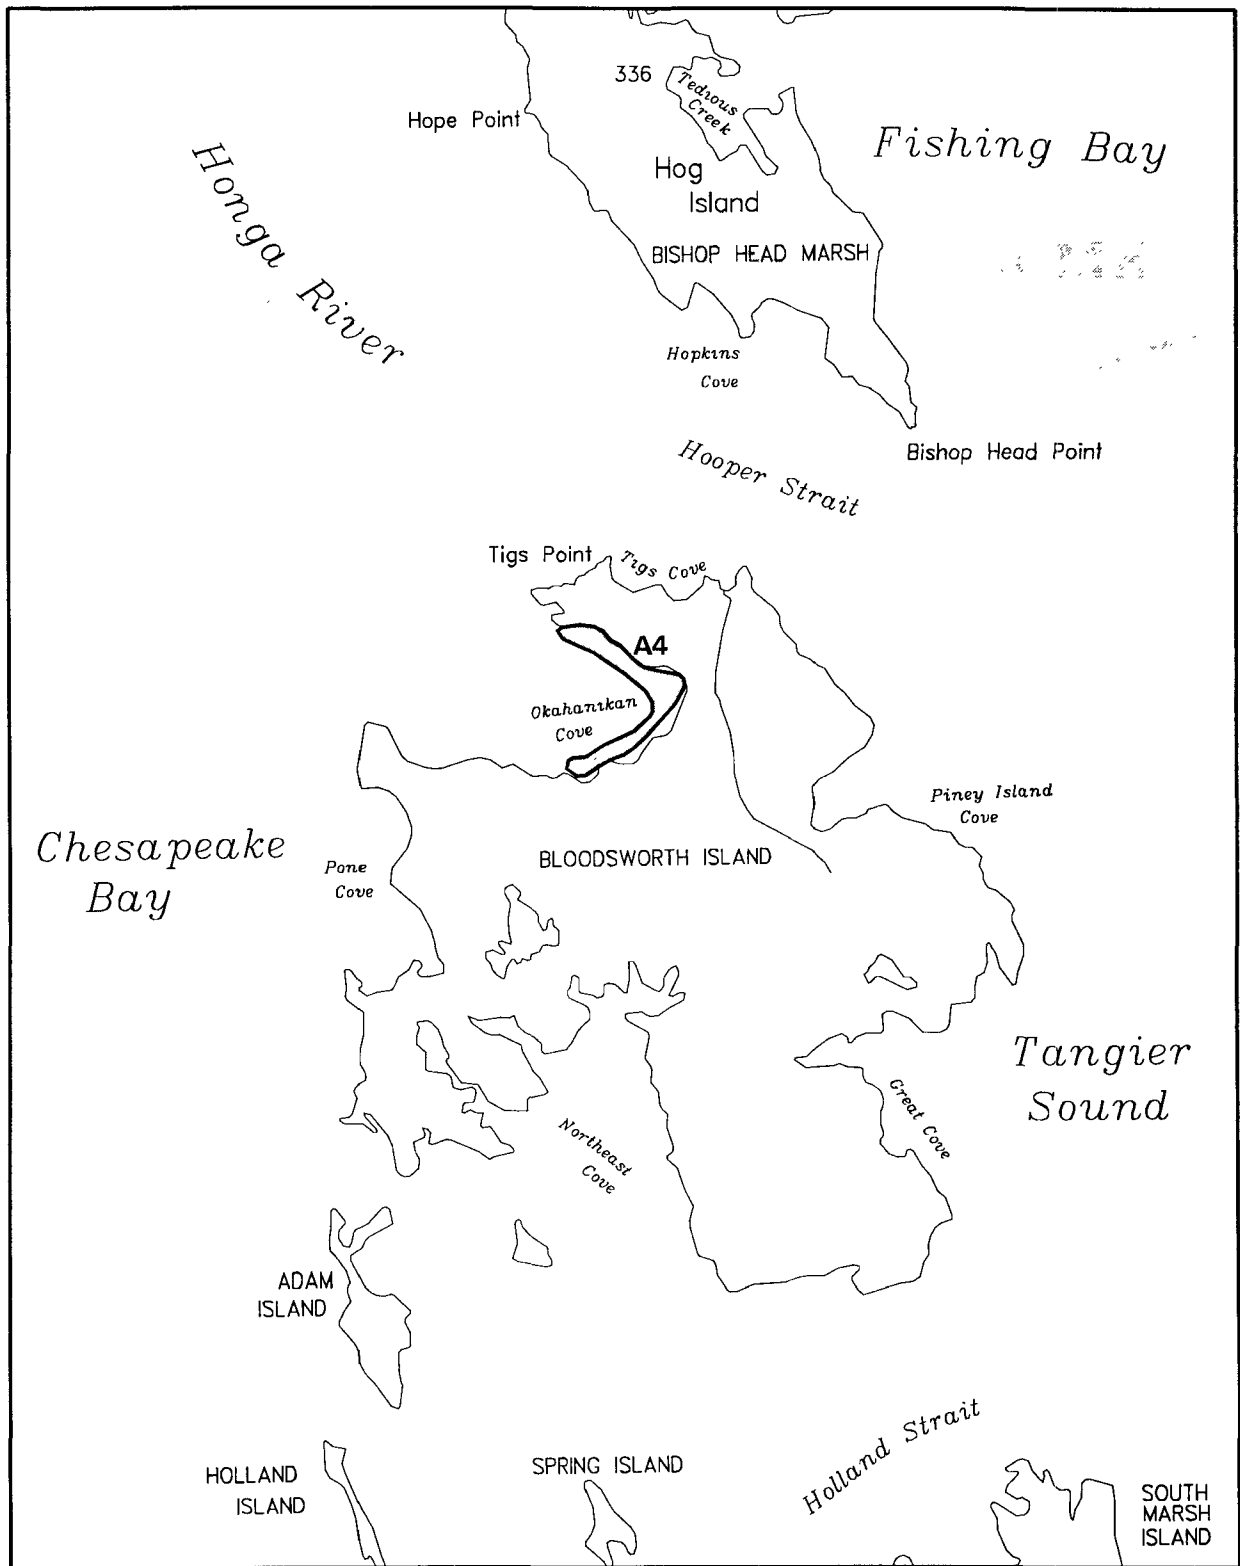 336
Tedious
Creek
Hope Point
Fishing Bay
Honga River
Hog
Island
BISHOP HEAD MARSH
Hopkins
Cove
Bishop Head Point
Hooper Strait
Tigs Point
Tigs Cove
A4
Okahanikan
Cove
Piney Island
Cove
Chesapeake
Bay
BLOODSWORTH ISLAND
Pone
Cove
Tangier
Sound
Great Cove
Northeast
Cove
ADAM
ISLAND
Holland Strait
HOLLAND
ISLAND
SPRING ISLAND
SOUTH
MARSH
ISLAND